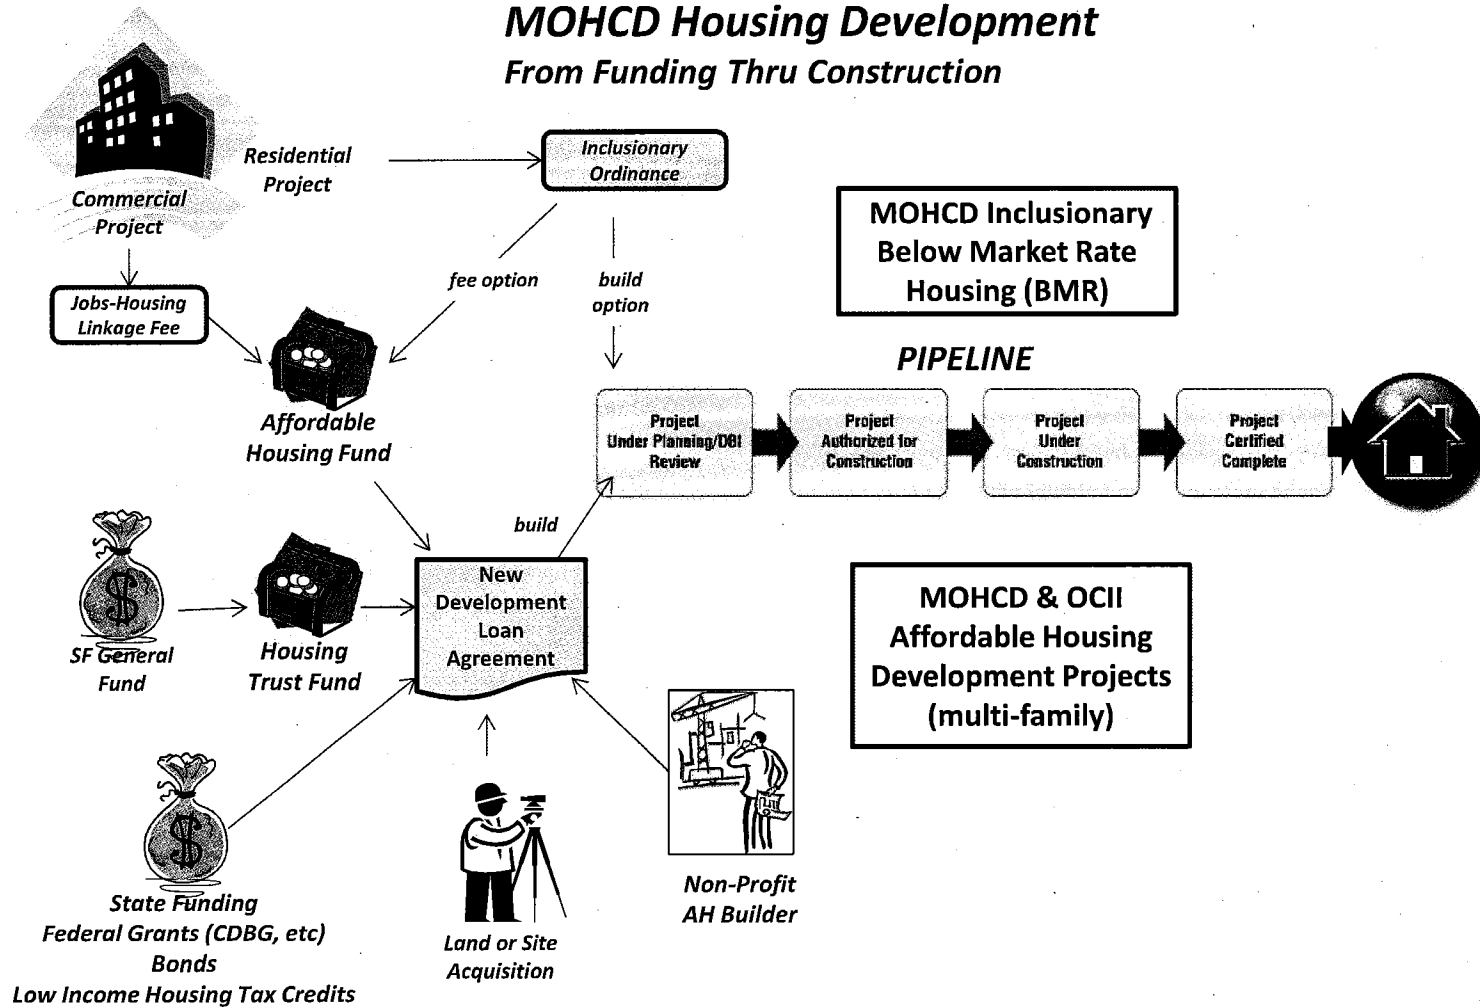 MOHCD Housing Development
From Funding Thru Construction
Residential
Project
Inclusionary
Ordinance
Commercial
Project
MOHCD Inclusionary
Below Market Rate
Housing (BMR)
fee option
build
option
Jobs-Housing
Linkage Fee
PIPELINE
Affordable
Housing Fund
Project
Under Planning/DBI
Review
Project
Authorized for
Construction
Project
Under
Construction
Project
Certified
Complete
build
$
SF General
Fund
Housing
Trust Fund
New
Development
Loan
Agreement
MOHCD & OCII
Affordable Housing
Development Projects
(multi-family)
$
State Funding
Federal Grants (CDBG, etc)
Bonds
Low Income Housing Tax Credits
Land or Site
Acquisition
Non-Profit
AH Builder